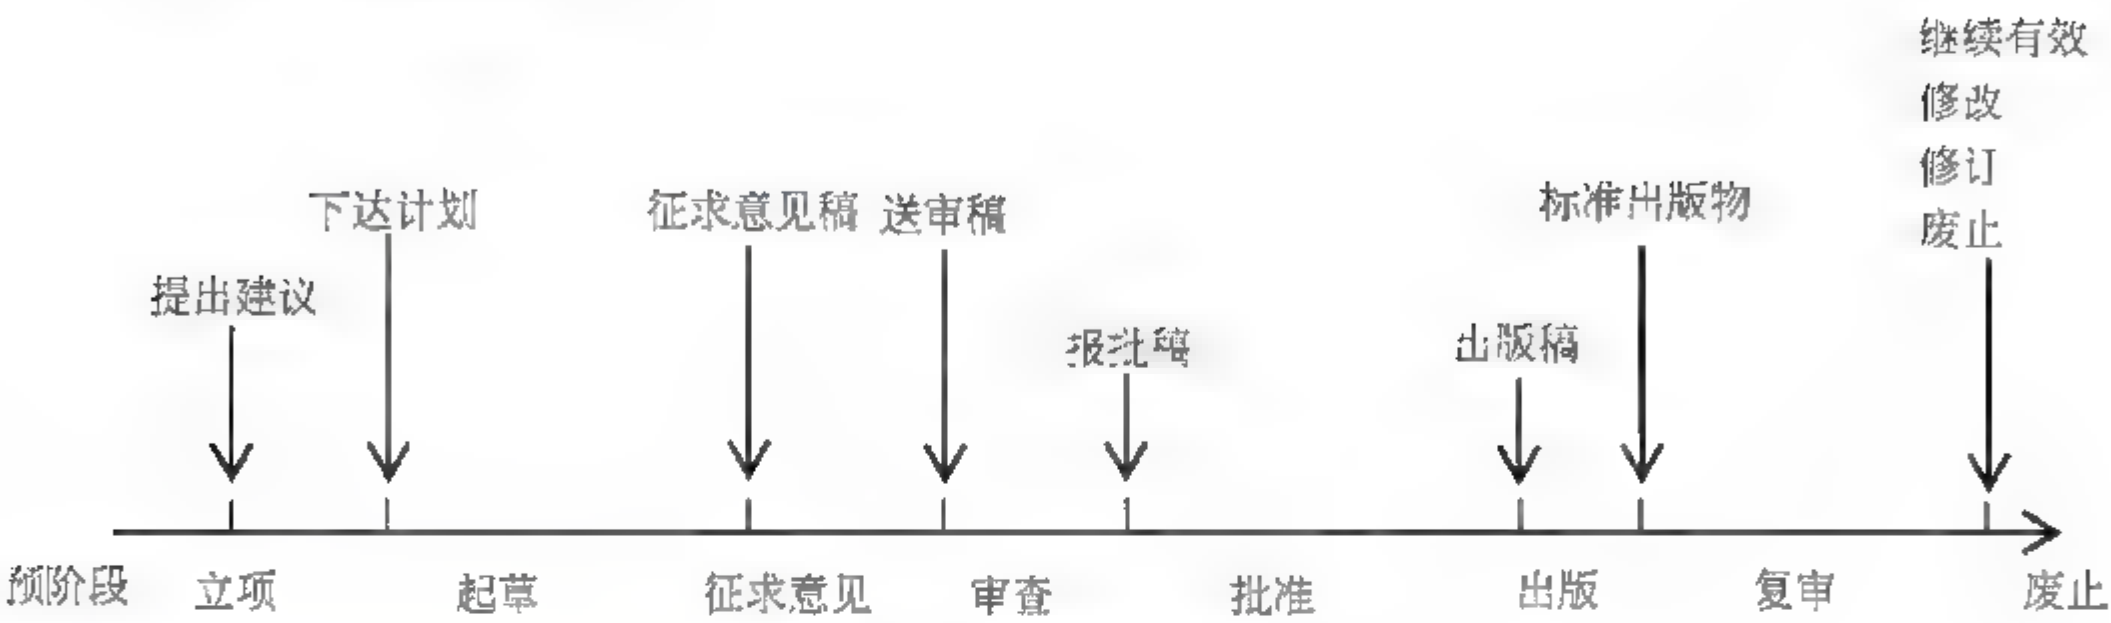 继续有效
修改
修订
废止
下达计划
征求意见稿
送审稿
标准出版物
提出建议
报批稿
出版稿
预阶段
立项
起草
征求意见
审查
批准
出版
复审
废止